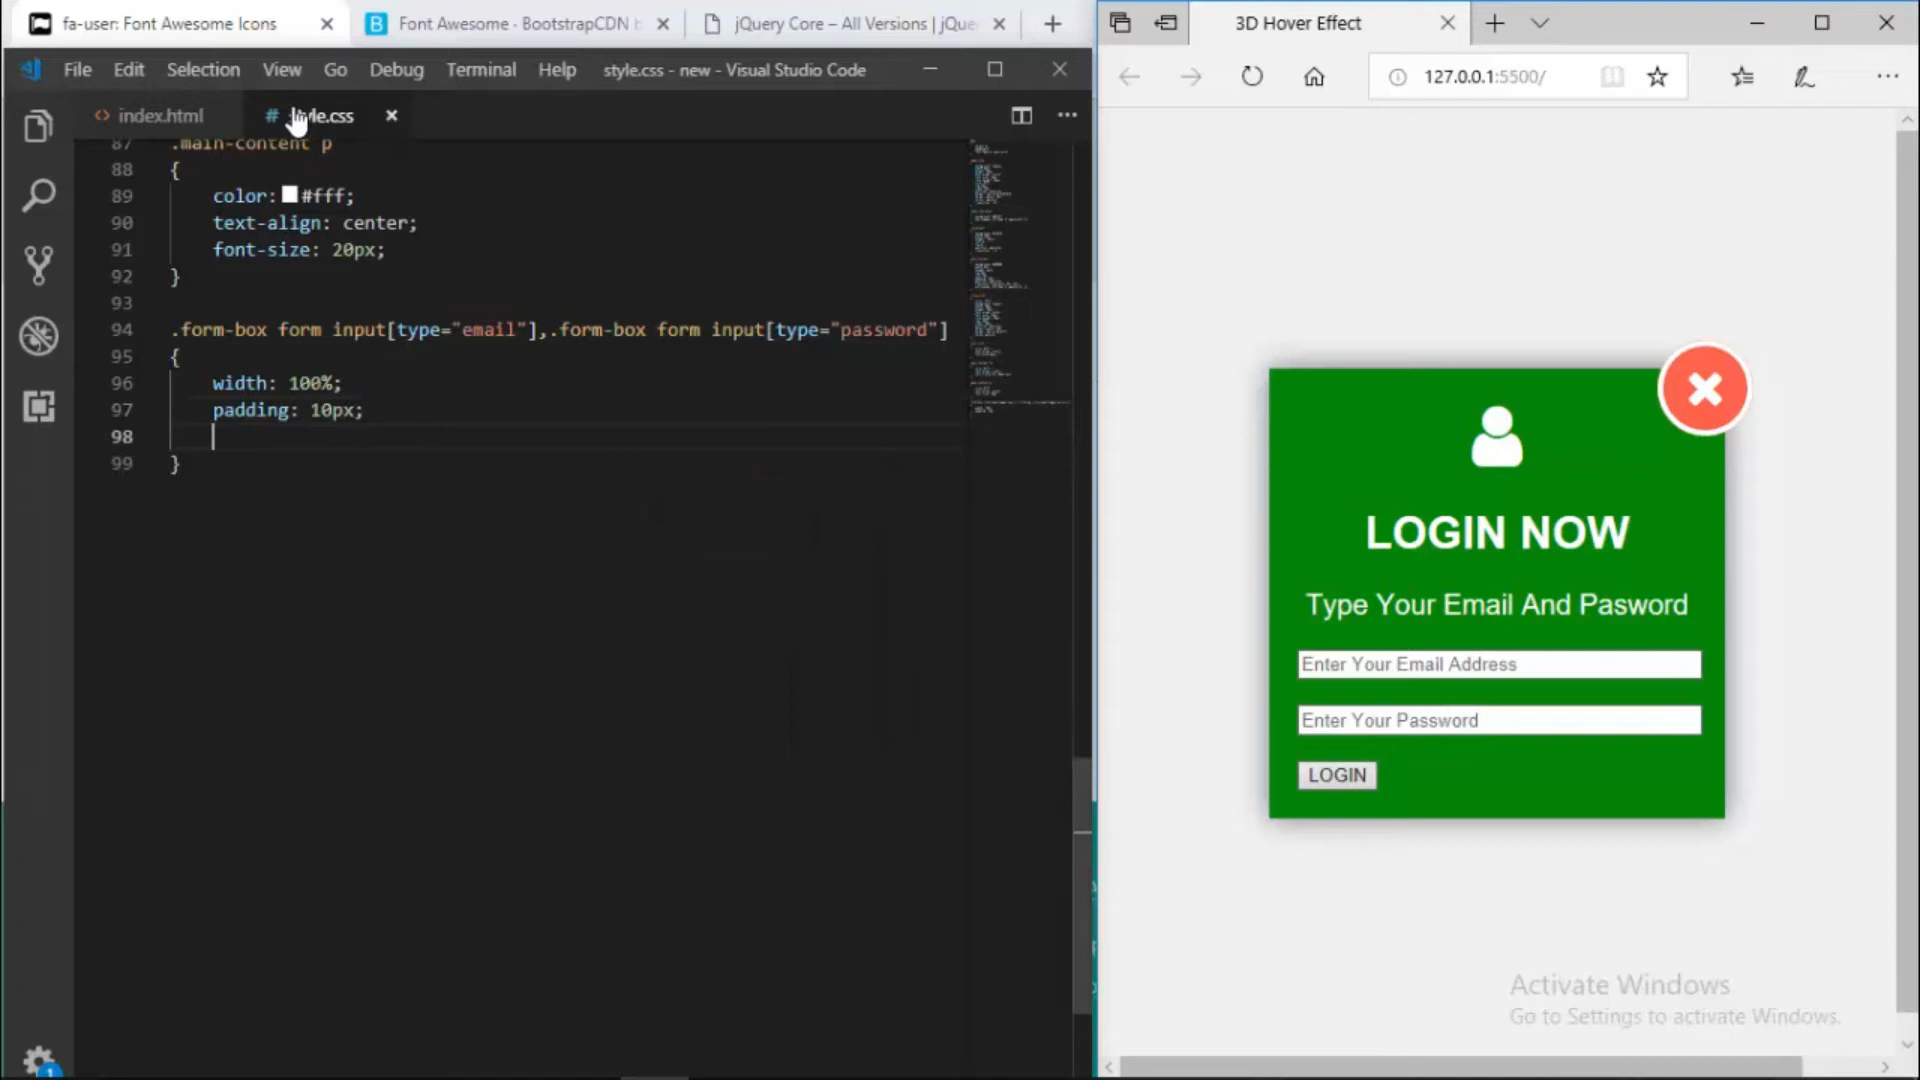 fa-user: Font Awesome Icons
Font Awesome · BootstrapCDN b
jQuery Core – All Versions | jQue
File Edit Selection View Go Debug Terminal Help style.css - new - Visual Studio Code
index.html
# style.css
87 .main-content p
88 {
89 color: #fff;
90 text-align: center;
91 font-size: 20px;
92 }
93
94 .form-box form input[type="email"],.form-box form input[type="password"]
95 {
96 width: 100%;
97 padding: 10px;
98
99 }
1
3D Hover Effect
127.0.0.1:5500/
LOGIN NOW
Type Your Email And Pasword
Enter Your Email Address
Enter Your Password
LOGIN
Activate Windows
Go to Settings to activate Windows.